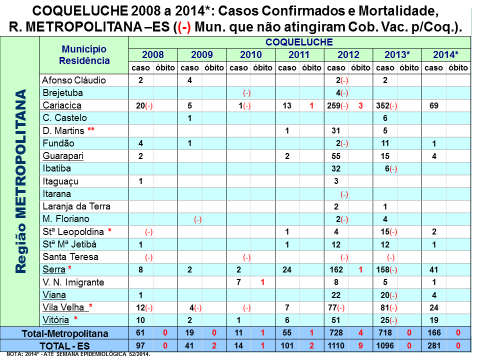 COQUELUCHE 2008 a 2014*: Casos Confirmados e Mortalidade,
R. METROPOLITANA –ES ((-) Mun. que não atingiram Cob. Vac. p/Coq.).
Região METROPOLITANA
Município Residência COQUELUCHE
2008 2009 2010 2011 2012 2013* 2014*
caso óbito caso óbito caso óbito caso óbito caso óbito caso óbito caso óbito
Afonso Cláudio 2 4 2(-) 2
Brejetuba (-) 4(-)
Cariacica 20(-) 5 1(-) 13 1 259(-) 3 352(-) 69
C. Castelo 1 6
D. Martins ** 1 31 5
Fundão 4 1 2(-) 11 1
Guarapari 2 2 55 15 4
Ibatiba 32 6(-)
Itaguaçu 1 3
Itarana (-)
Laranja da Terra 2 1
M. Floriano (-) 2(-) 4
Stª Leopoldina * (-) 1 4 15(-) 2
Stª Mª Jetibá 1 1 12 12 1
Santa Teresa (-) (-) (-)
Serra * 8 2 2 24 162 1 158(-) 41
V. N. Imigrante 7 1 8 5 1
Viana 1 22 20(-) 4
Vila Velha * 12(-) 4(-) (-) 7 77(-) 81(-) 24
Vitória * 10 2 1 6 51 25(-) 19
Total-Metropolitana 61 0 19 0 11 1 55 1 728 4 718 0 166 0
TOTAL - ES 97 0 41 2 14 1 101 2 1110 9 1096 0 281 0
NOTA: 2014* - ATÉ SEMANA EPIDEMIOLÓGICA 52/2014.